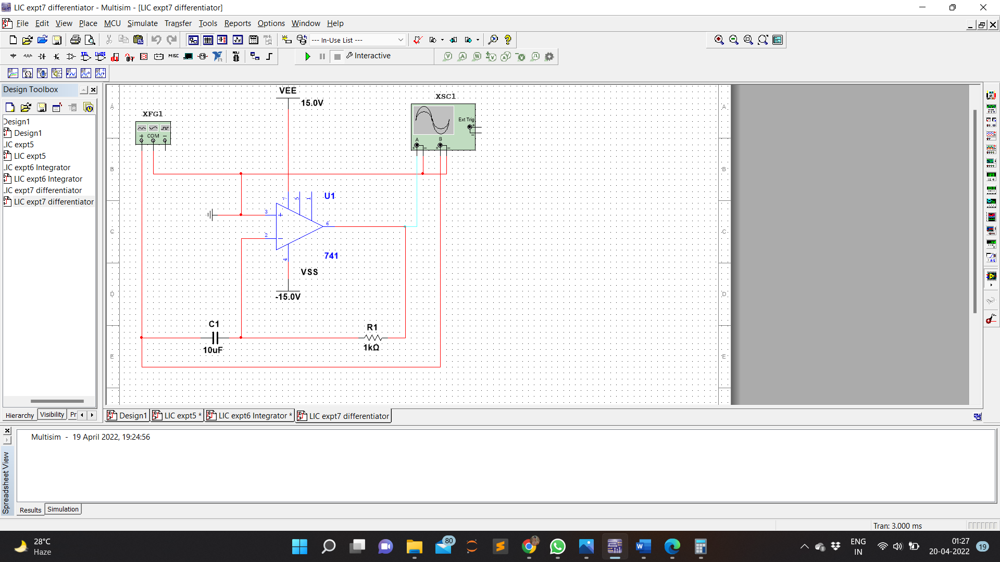 LIC expt7 differentiator - Multisim - [LIC expt7 differentiator]
File Edit View Place MCU Simulate Transfer Tools Reports Options Window Help
--- In-Use List ---
MISC
Interactive
Design Toolbox
Design1
Design1
LIC expt5
LIC expt5
LIC expt6 Integrator
LIC expt6 Integrator
LIC expt7 differentiator
LIC expt7 differentiator
Hierarchy Visibility Pr
A
B
C
D
E
VEE
15.0V
XFG1
+ COM −
XSC1
Ext Trig
+
−
A B
+ − + −
7 5 1
U1
3 +
6
2 −
4
741
VSS
-15.0V
C1
10uF
R1
1kΩ
A
B
C
D
E
Design1 LIC expt5 * LIC expt6 Integrator * LIC expt7 differentiator
Spreadsheet View
Multisim - 19 April 2022, 19:24:56
Results Simulation
Tran: 3.000 ms
28°C
Haze
80
ENG
IN
01:27
20-04-2022
19